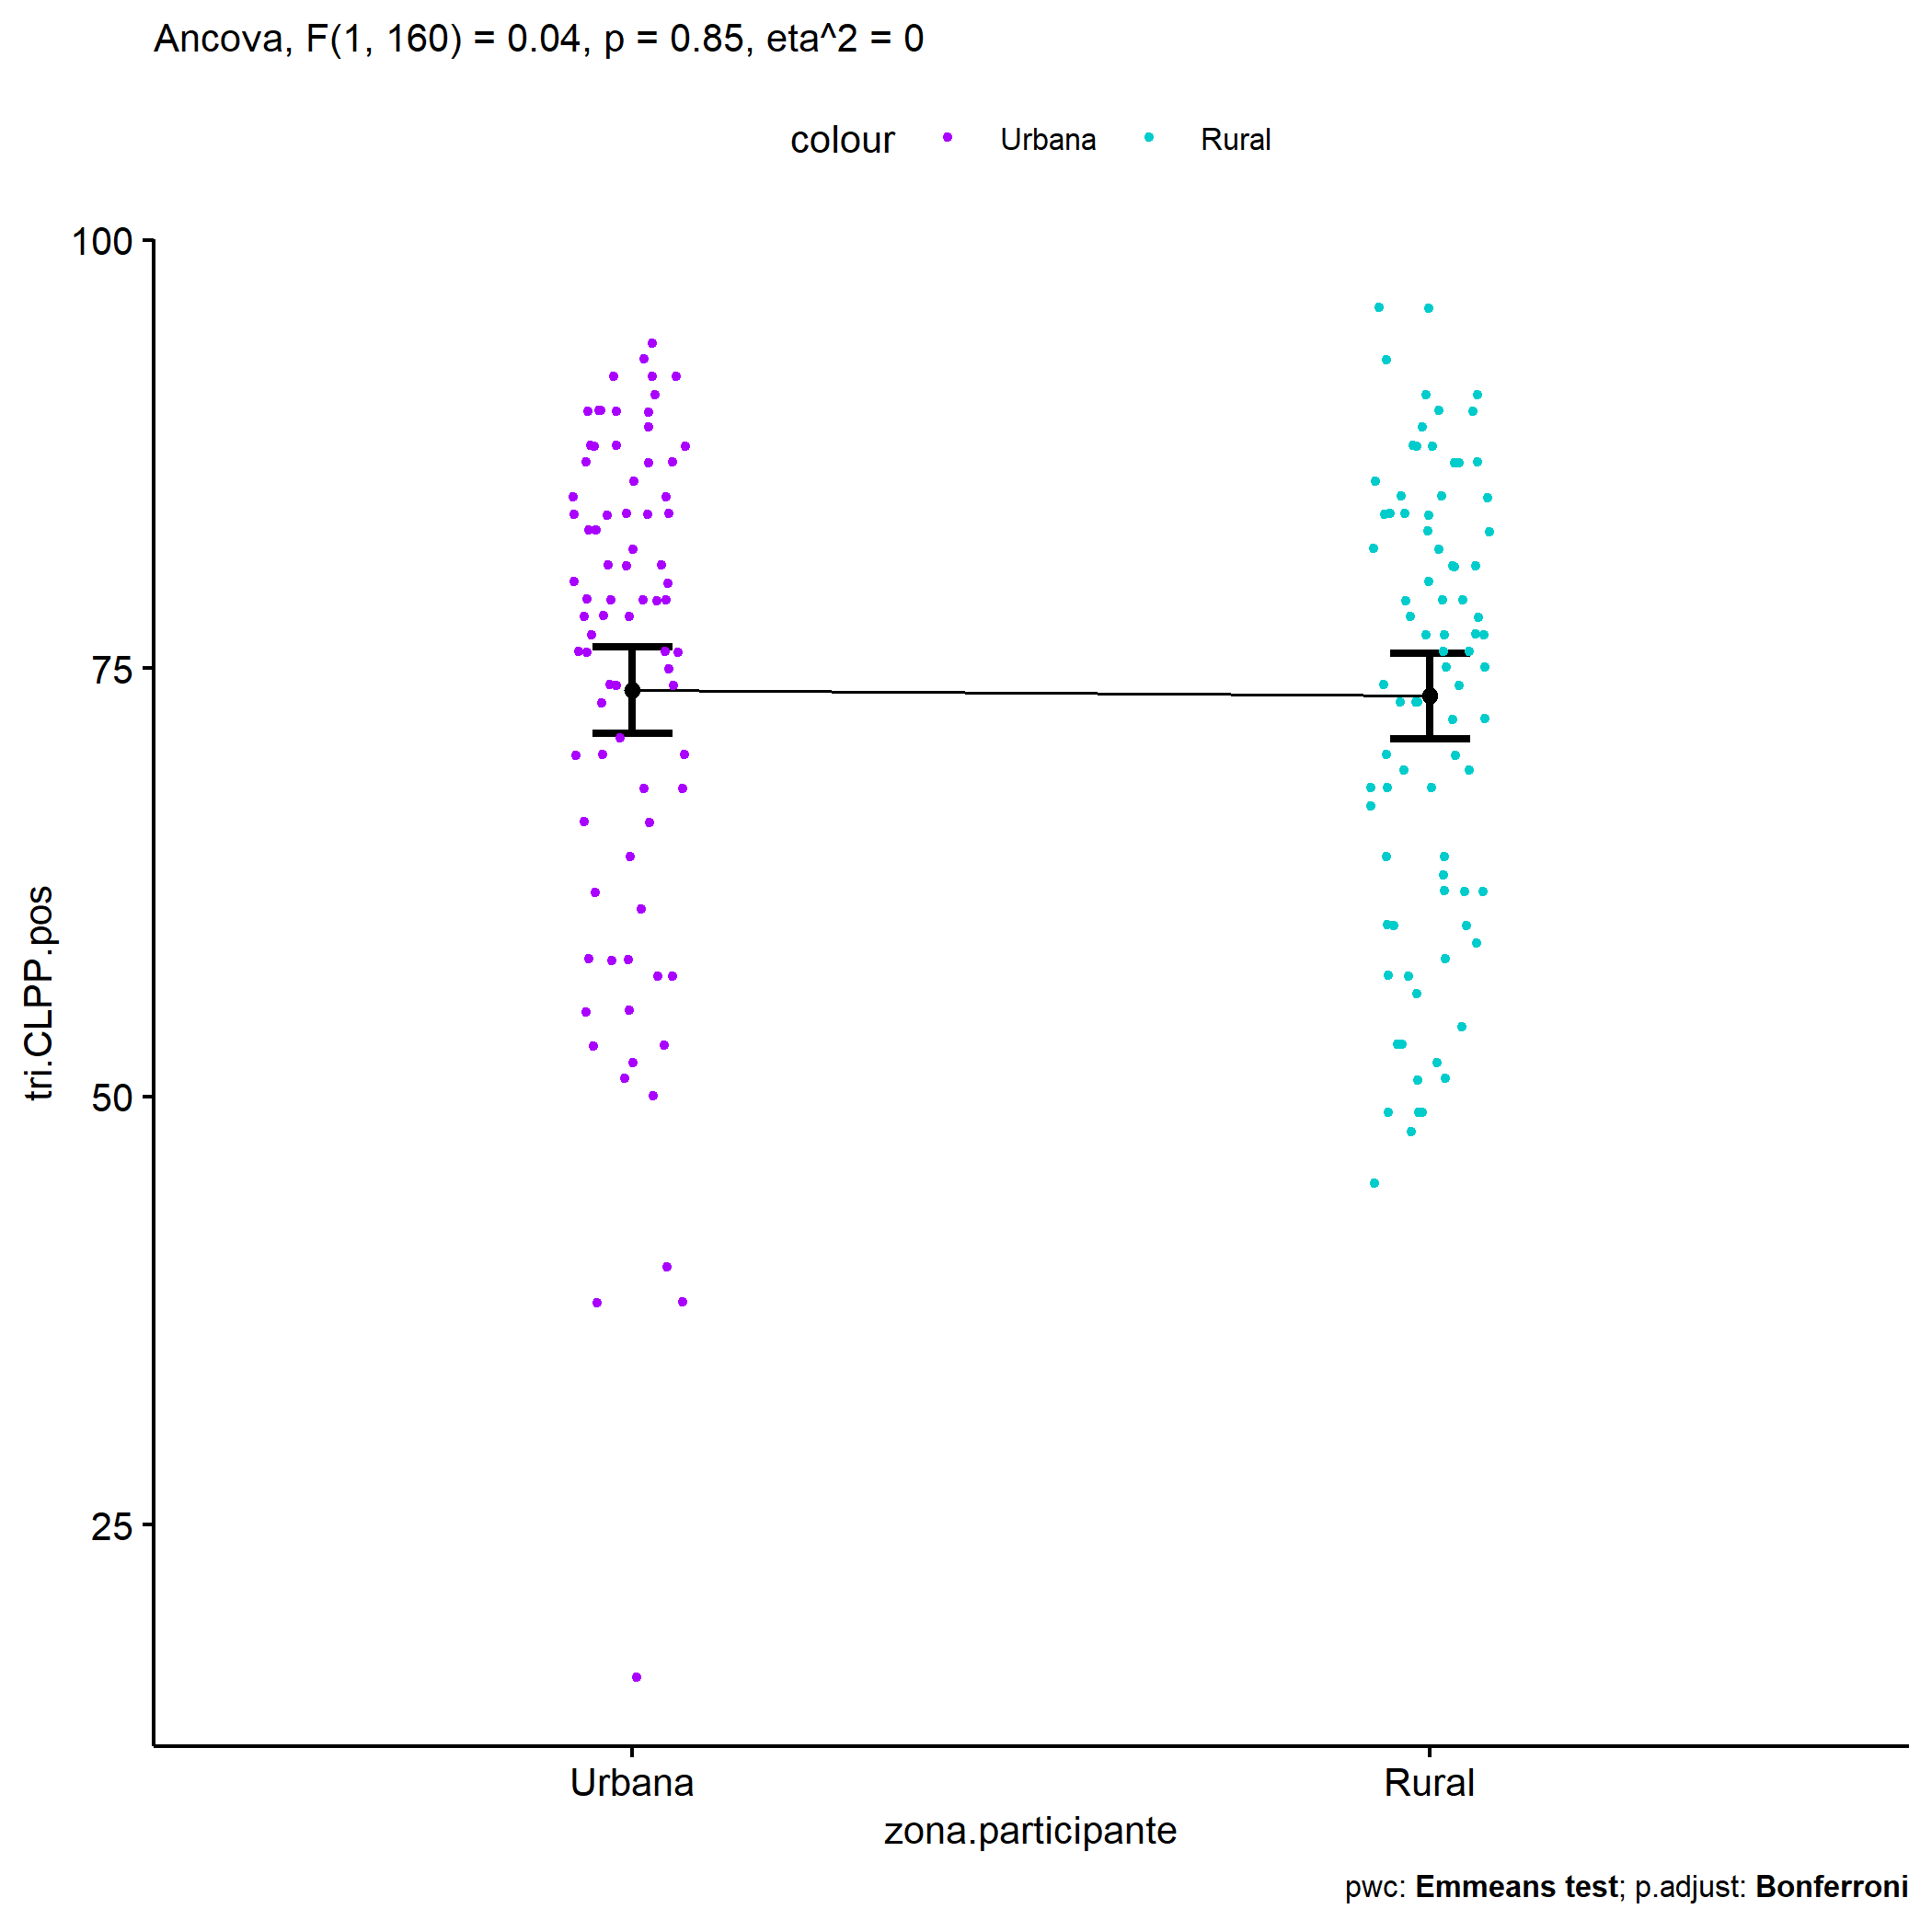 Ancova, F(1, 160) = 0.04, p = 0.85, eta^2 = 0
colour Urbana Rural
100
75
50
25
tri.CLPP.pos
Urbana Rural
zona.participante
pwc: Emmeans test; p.adjust: Bonferroni